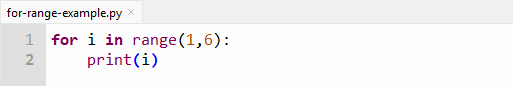 for-range-example.py ×
1 for i in range(1,6):
2     print(i)